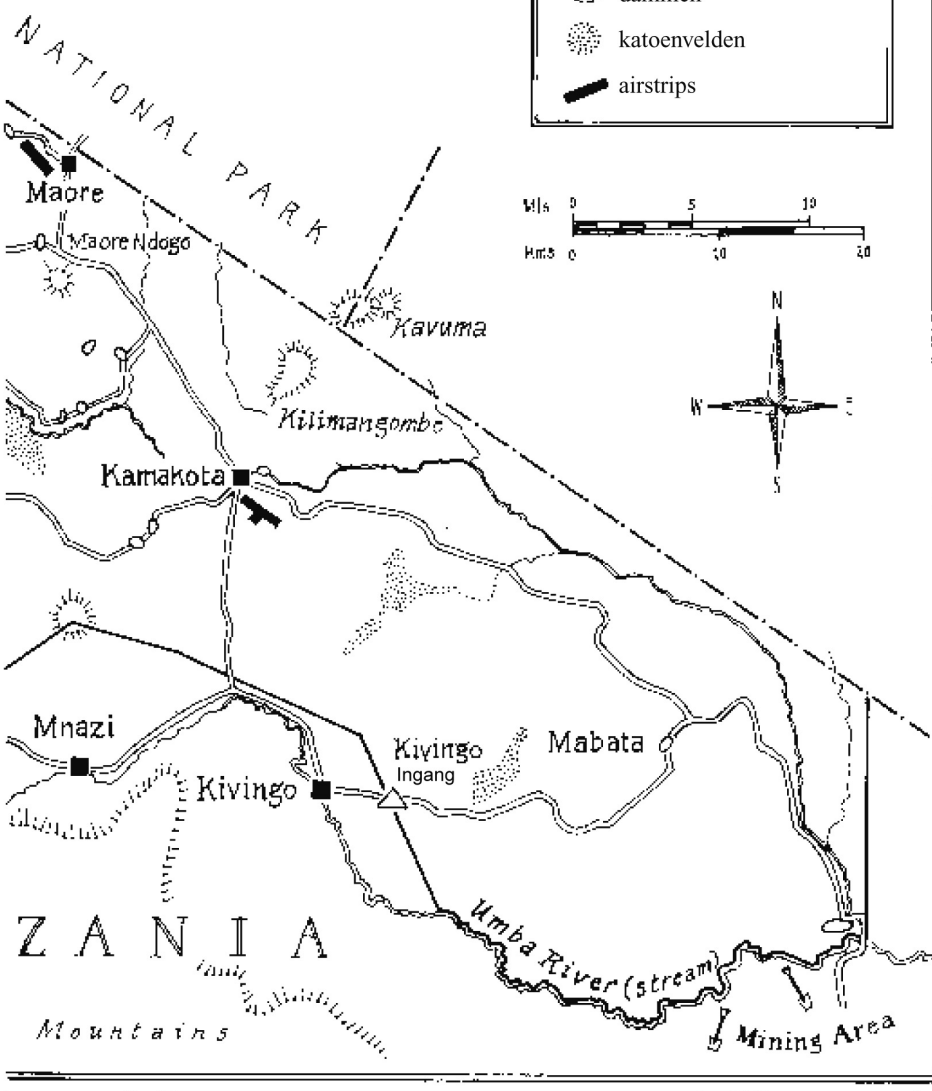 katoenvelden
airstrips
NATIONAL PARK
Maore
Maore Ndogo
Mls 0 5 10
Kms 0 10 20
N
W
S
Kavuma
Kilimangombe
Kamakota
Mnazi
Kivingo
Kivingo
Ingang
Mabata
ZANIA
Umba River (stream)
Mountains
Mining Area